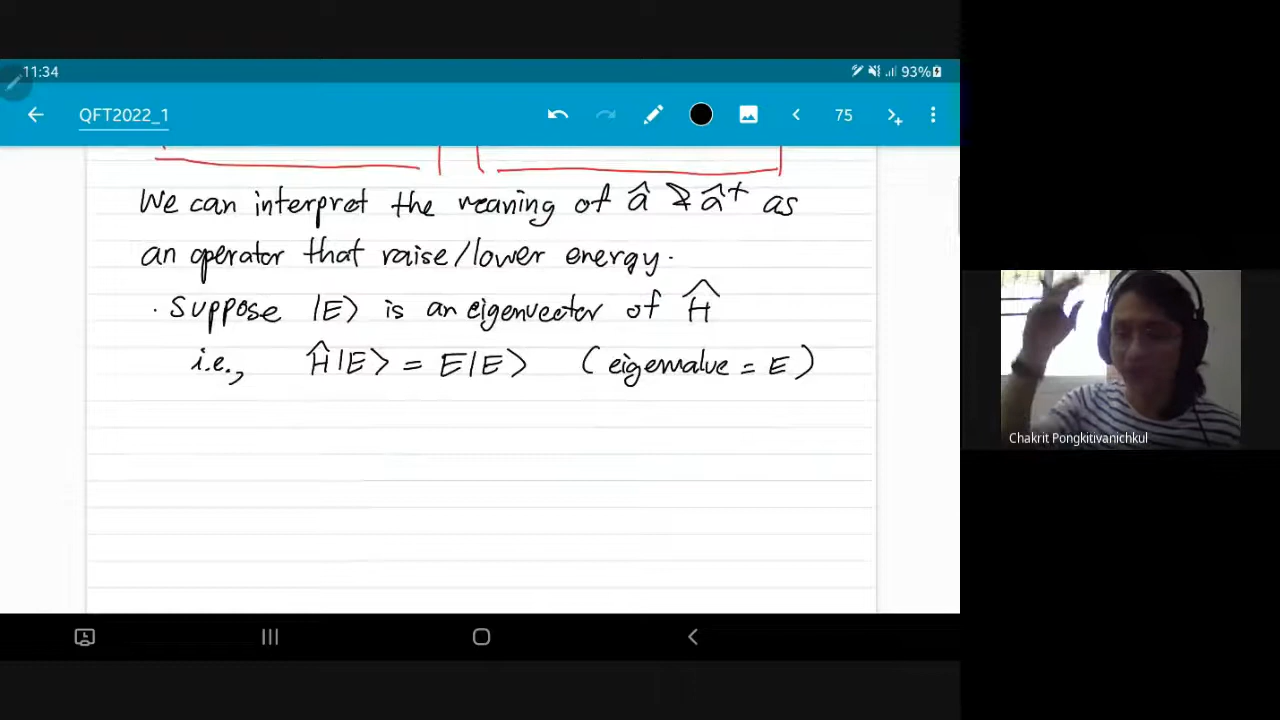 11:34
93%
QFT2022_1
75
We can interpret the meaning of â & â† as
an operator that raise/lower energy.
· Suppose |E⟩ is an eigenvector of Ĥ
i.e., Ĥ|E⟩ = E|E⟩ (eigenvalue = E)
Chakrit Pongkitivanichkul